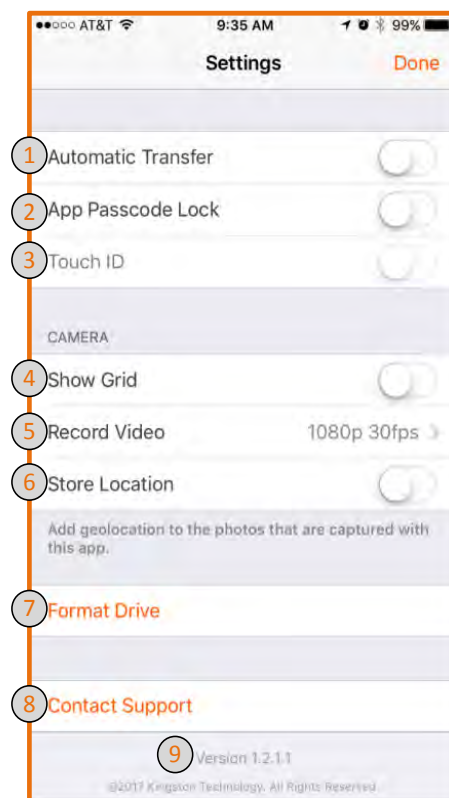 AT&T 9:35 AM 99%
Settings Done
1 Automatic Transfer
2 App Passcode Lock
3 Touch ID
CAMERA
4 Show Grid
5 Record Video 1080p 30fps >
6 Store Location
Add geolocation to the photos that are captured with
this app.
7 Format Drive
8 Contact Support
9 Version 1.2.1.1
©2017 Kingston Technology. All Rights Reserved.